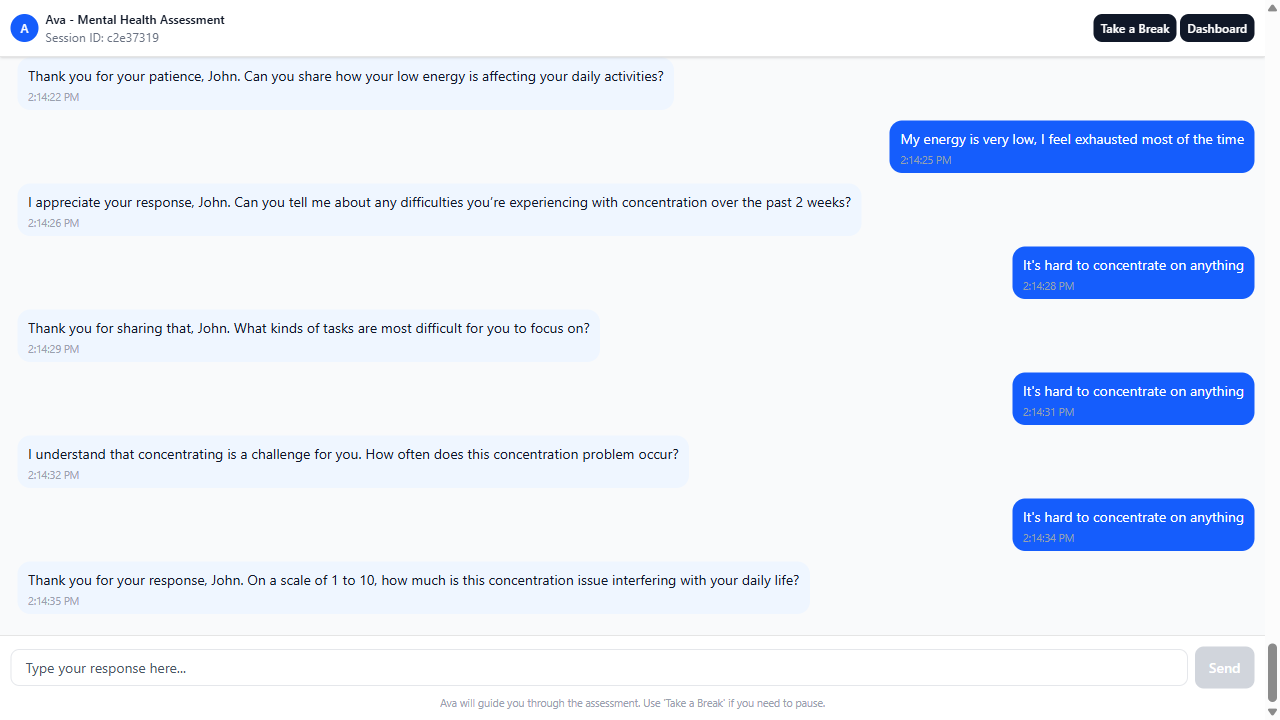 A
Ava - Mental Health Assessment
Session ID: c2e37319
Take a Break
Dashboard
Thank you for your patience, John. Can you share how your low energy is affecting your daily activities?
2:14:22 PM
My energy is very low, I feel exhausted most of the time
2:14:25 PM
I appreciate your response, John. Can you tell me about any difficulties you're experiencing with concentration over the past 2 weeks?
2:14:26 PM
It's hard to concentrate on anything
2:14:28 PM
Thank you for sharing that, John. What kinds of tasks are most difficult for you to focus on?
2:14:29 PM
It's hard to concentrate on anything
2:14:31 PM
I understand that concentrating is a challenge for you. How often does this concentration problem occur?
2:14:32 PM
It's hard to concentrate on anything
2:14:34 PM
Thank you for your response, John. On a scale of 1 to 10, how much is this concentration issue interfering with your daily life?
2:14:35 PM
Type your response here...
Send
Ava will guide you through the assessment. Use 'Take a Break' if you need to pause.